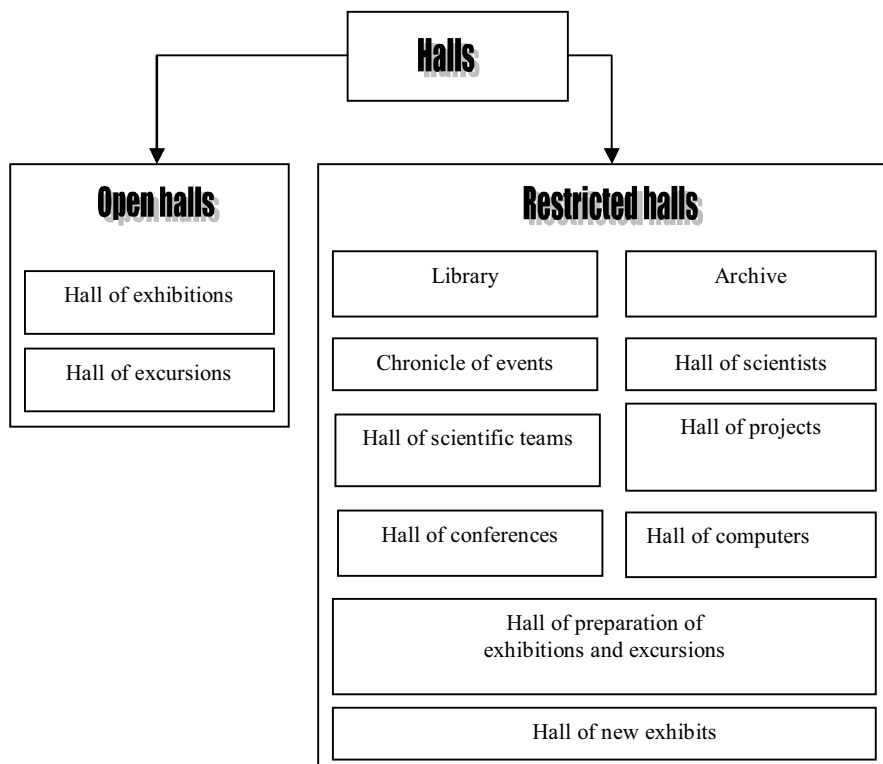 Halls
Open halls
Hall of exhibitions
Hall of excursions
Restricted halls
Library
Archive
Chronicle of events
Hall of scientists
Hall of scientific teams
Hall of projects
Hall of conferences
Hall of computers
Hall of preparation of
exhibitions and excursions
Hall of new exhibits